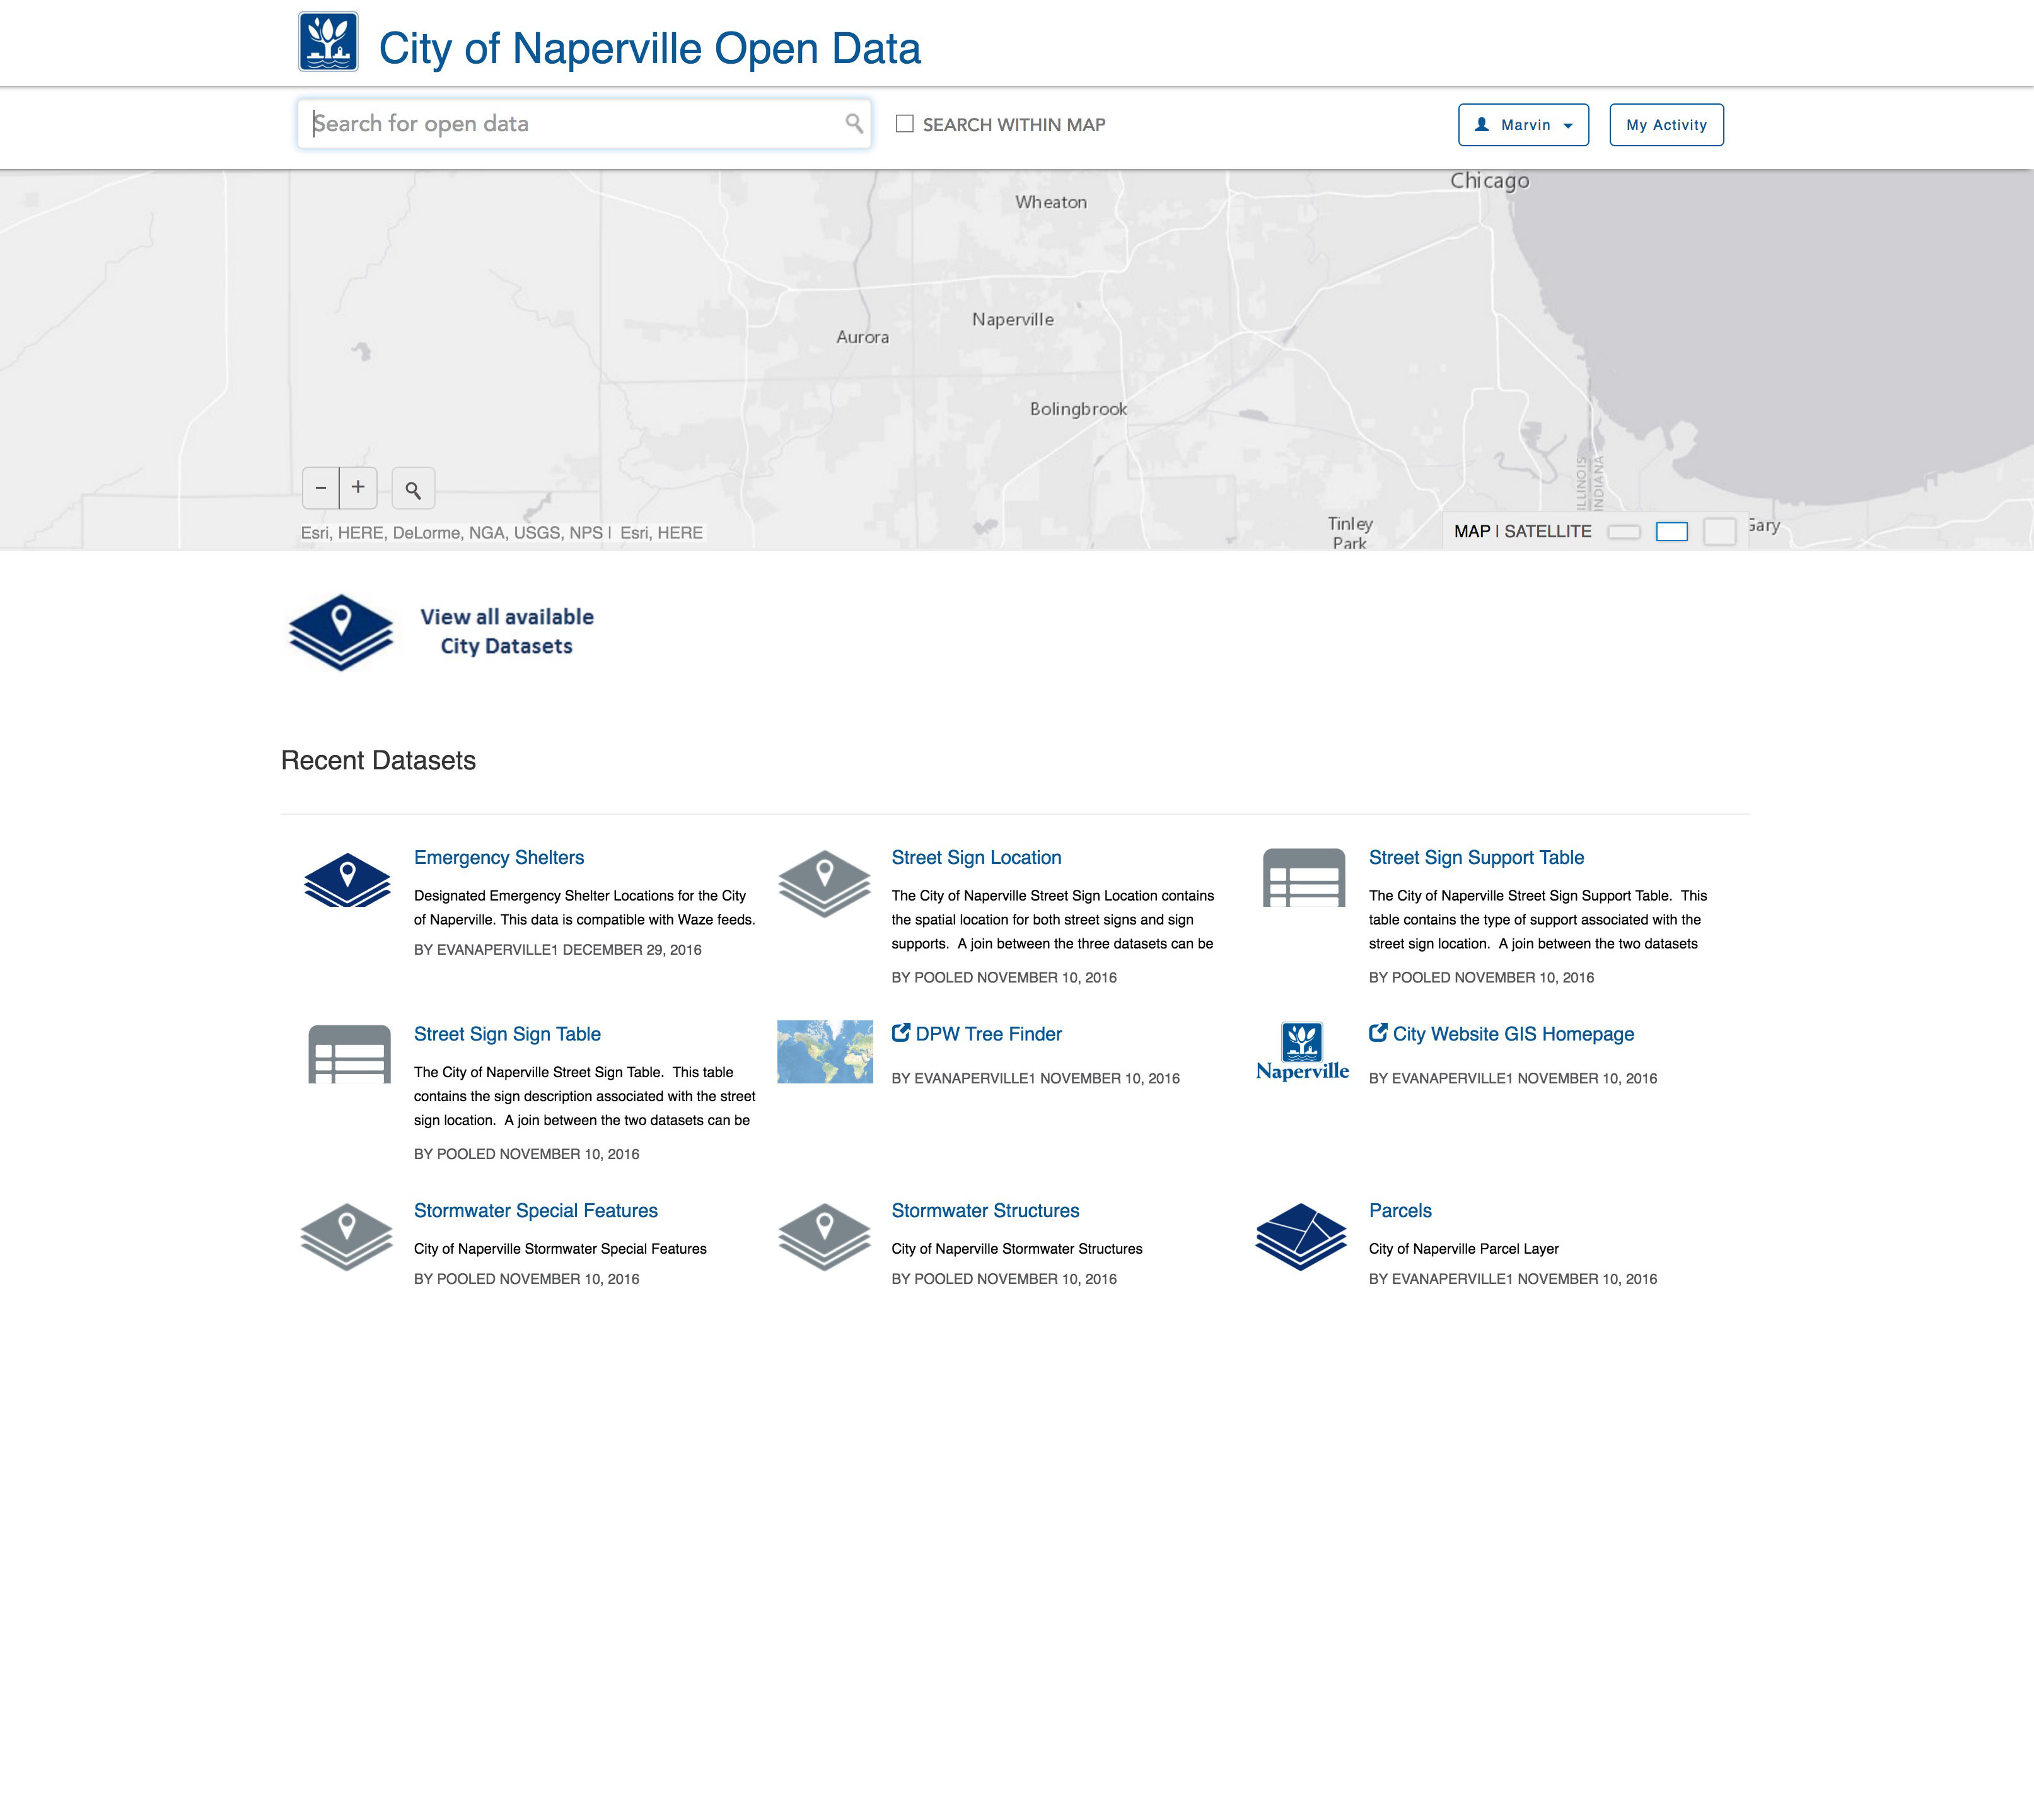 City of Naperville Open Data
Search for open data
SEARCH WITHIN MAP
Marvin
My Activity
Chicago
Wheaton
Naperville
Aurora
Bolingbrook
ILLINOIS
INDIANA
− +
Tinley
Park
Gary
Esri, HERE, DeLorme, NGA, USGS, NPS | Esri, HERE
MAP | SATELLITE
View all available
City Datasets
Recent Datasets
Emergency Shelters
Designated Emergency Shelter Locations for the City
of Naperville. This data is compatible with Waze feeds.
BY EVANAPERVILLE1 DECEMBER 29, 2016
Street Sign Location
The City of Naperville Street Sign Location contains
the spatial location for both street signs and sign
supports. A join between the three datasets can be
BY POOLED NOVEMBER 10, 2016
Street Sign Support Table
The City of Naperville Street Sign Support Table. This
table contains the type of support associated with the
street sign location. A join between the two datasets
BY POOLED NOVEMBER 10, 2016
Street Sign Sign Table
The City of Naperville Street Sign Table. This table
contains the sign description associated with the street
sign location. A join between the two datasets can be
BY POOLED NOVEMBER 10, 2016
DPW Tree Finder
BY EVANAPERVILLE1 NOVEMBER 10, 2016
Naperville
City Website GIS Homepage
BY EVANAPERVILLE1 NOVEMBER 10, 2016
Stormwater Special Features
City of Naperville Stormwater Special Features
BY POOLED NOVEMBER 10, 2016
Stormwater Structures
City of Naperville Stormwater Structures
BY POOLED NOVEMBER 10, 2016
Parcels
City of Naperville Parcel Layer
BY EVANAPERVILLE1 NOVEMBER 10, 2016